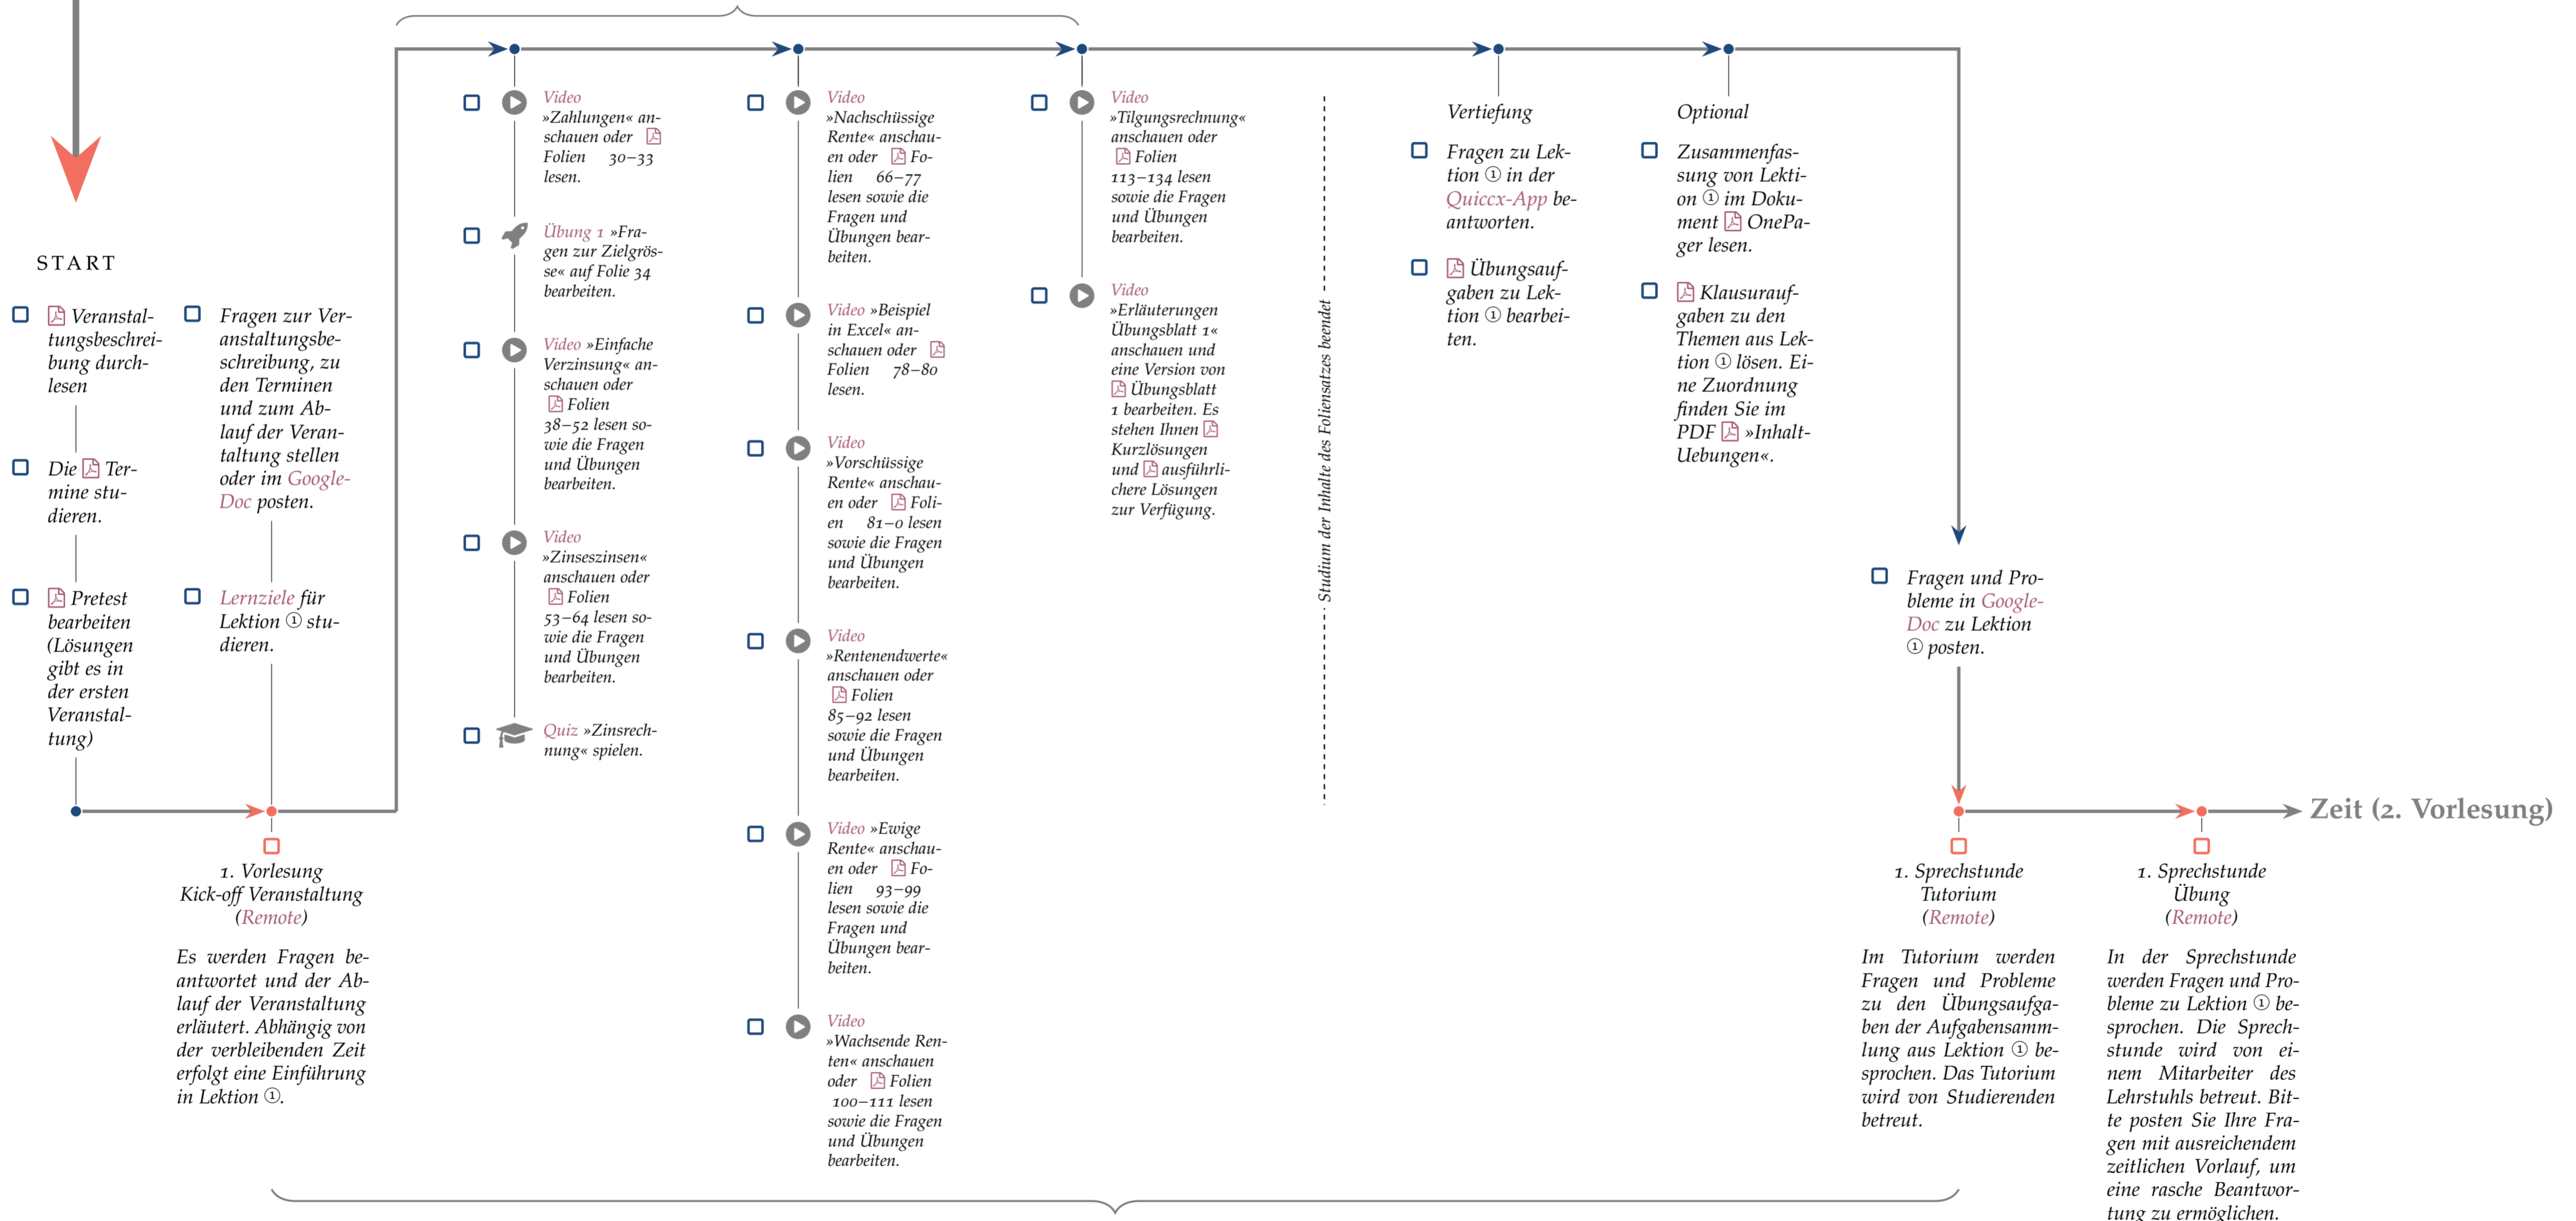 START
Veranstal-
tungsbeschrei-
bung durch-
lesen
Die Ter-
mine stu-
dieren.
Pretest
bearbeiten
(Lösungen
gibt es in
der ersten
Veranstal-
tung)
Fragen zur Ver-
anstaltungsbe-
schreibung, zu
den Terminen
und zum Ab-
lauf der Veran-
taltung stellen
oder im Google-
Doc posten.
Lernziele für
Lektion ① stu-
dieren.
1. Vorlesung
Kick-off Veranstaltung
(Remote)
Es werden Fragen be-
antwortet und der Ab-
lauf der Veranstaltung
erläutert. Abhängig von
der verbleibenden Zeit
erfolgt eine Einführung
in Lektion ①.
Video
»Zahlungen« an-
schauen oder
Folien 30–33
lesen.
Übung 1 »Fra-
gen zur Zielgrös-
se« auf Folie 34
bearbeiten.
Video »Einfache
Verzinsung« an-
schauen oder
Folien
38–52 lesen so-
wie die Fragen
und Übungen
bearbeiten.
Video
»Zinseszinsen«
anschauen oder
Folien
53–64 lesen so-
wie die Fragen
und Übungen
bearbeiten.
Quiz »Zinsrech-
nung« spielen.
Video
»Nachschüssige
Rente« anschau-
en oder Fo-
lien 66–77
lesen sowie die
Fragen und
Übungen bear-
beiten.
Video »Beispiel
in Excel« an-
schauen oder
Folien 78–80
lesen.
Video
»Vorschüssige
Rente« anschau-
en oder Foli-
en 81–0 lesen
sowie die Fragen
und Übungen
bearbeiten.
Video
»Rentenendwerte«
anschauen oder
Folien
85–92 lesen
sowie die Fragen
und Übungen
bearbeiten.
Video »Ewige
Rente« anschau-
en oder Fo-
lien 93–99
lesen sowie die
Fragen und
Übungen bear-
beiten.
Video
»Wachsende Ren-
ten« anschauen
oder Folien
100–111 lesen
sowie die Fragen
und Übungen
bearbeiten.
Video
»Tilgungsrechnung«
anschauen oder
Folien
113–134 lesen
sowie die Fragen
und Übungen
bearbeiten.
Video
»Erläuterungen
Übungsblatt 1«
anschauen und
eine Version von
Übungsblatt
1 bearbeiten. Es
stehen Ihnen
Kurzlösungen
und ausführli-
chere Lösungen
zur Verfügung.
Studium der Inhalte des Foliensatzes beendet
Vertiefung
Fragen zu Lek-
tion ① in der
Quiccx-App be-
antworten.
Übungsauf-
gaben zu Lek-
tion ① bearbei-
ten.
Optional
Zusammenfas-
sung von Lekti-
on ① im Doku-
ment OnePa-
ger lesen.
Klausurauf-
gaben zu den
Themen aus Lek-
tion ① lösen. Ei-
ne Zuordnung
finden Sie im
PDF »Inhalt-
Uebungen«.
Fragen und Pro-
bleme in Google-
Doc zu Lektion
① posten.
Zeit (2. Vorlesung)
1. Sprechstunde
Tutorium
(Remote)
Im Tutorium werden
Fragen und Probleme
zu den Übungsaufga-
ben der Aufgabensamm-
lung aus Lektion ① be-
sprochen. Das Tutorium
wird von Studierenden
betreut.
1. Sprechstunde
Übung
(Remote)
In der Sprechstunde
werden Fragen und Pro-
bleme zu Lektion ① be-
sprochen. Die Sprech-
stunde wird von ei-
nem Mitarbeiter des
Lehrstuhls betreut. Bit-
te posten Sie Ihre Fra-
gen mit ausreichendem
zeitlichen Vorlauf, um
eine rasche Beantwor-
tung zu ermöglichen.